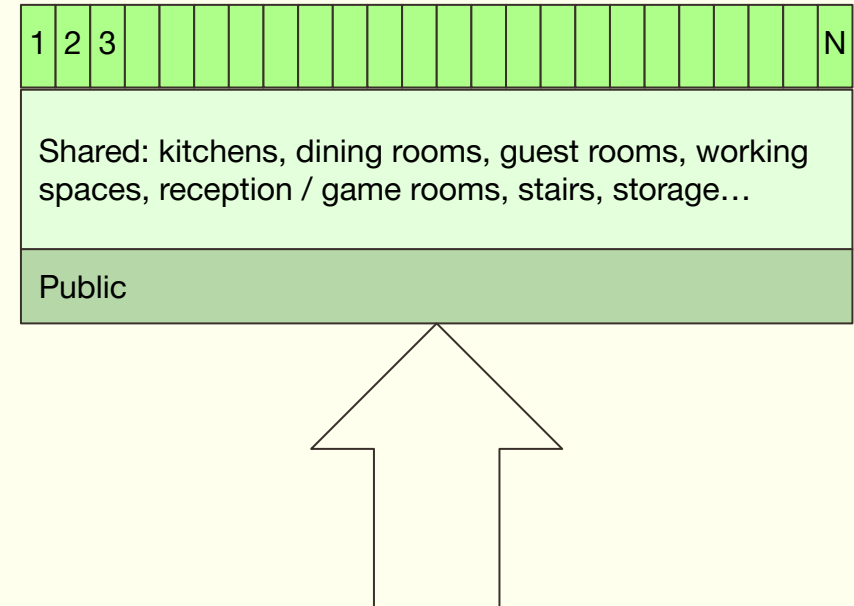 1 2 3 N
Shared: kitchens, dining rooms, guest rooms, working
spaces, reception / game rooms, stairs, storage…
Public